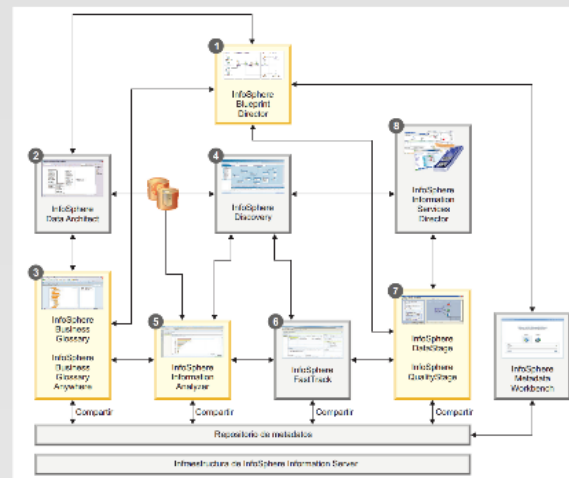 1
InfoSphere
Blueprint
Director
2
InfoSphere
Data Architect
4
InfoSphere
Discovery
8
InfoSphere
Information
Services
Director
3
InfoSphere
Business
Glossary
InfoSphere
Business
Glossary
Anywhere
5
InfoSphere
Information
Analyzer
6
InfoSphere
FastTrack
7
InfoSphere
DataStage
InfoSphere
QualityStage
InfoSphere
Metadata
Workbench
Compartir
Compartir
Compartir
Compartir
Repositorio de metadatos
Infraestructura de InfoSphere Information Server